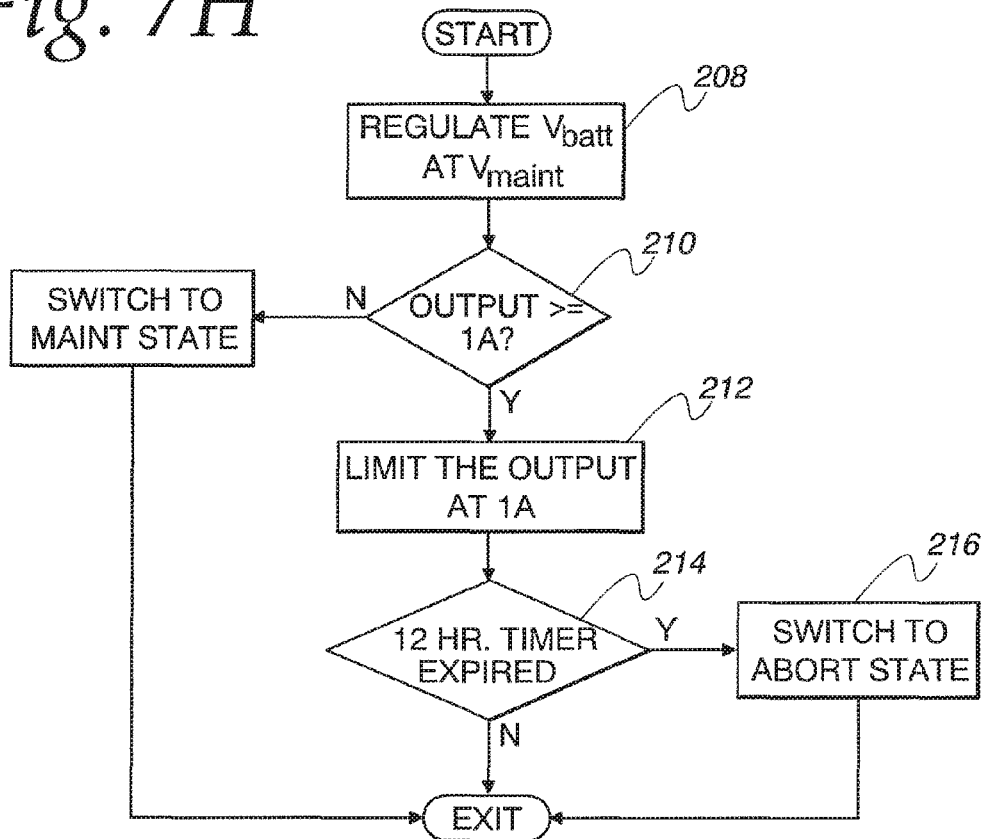 Fig. 7H
START
208
REGULATE Vbatt
AT Vmaint
210
OUTPUT >=
1A?
N
SWITCH TO
MAINT STATE
Y
212
LIMIT THE OUTPUT
AT 1A
214
12 HR. TIMER
EXPIRED
Y
216
SWITCH TO
ABORT STATE
N
EXIT